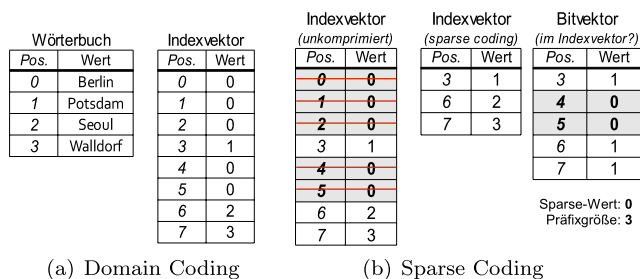 Wörterbuch
Pos. Wert
0 Berlin
1 Potsdam
2 Seoul
3 Walldorf
Indexvektor
Pos. Wert
0 0
1 0
2 0
3 1
4 0
5 0
6 2
7 3
(a) Domain Coding
Indexvektor
(unkomprimiert)
Pos. Wert
0 0
1 0
2 0
3 1
4 0
5 0
6 2
7 3
Indexvektor
(sparse coding)
Pos. Wert
3 1
6 2
7 3
Bitvektor
(im Indexvektor?)
Pos. Wert
3 1
4 0
5 0
6 1
7 1
Sparse-Wert: 0
Präfixgröße: 3
(b) Sparse Coding